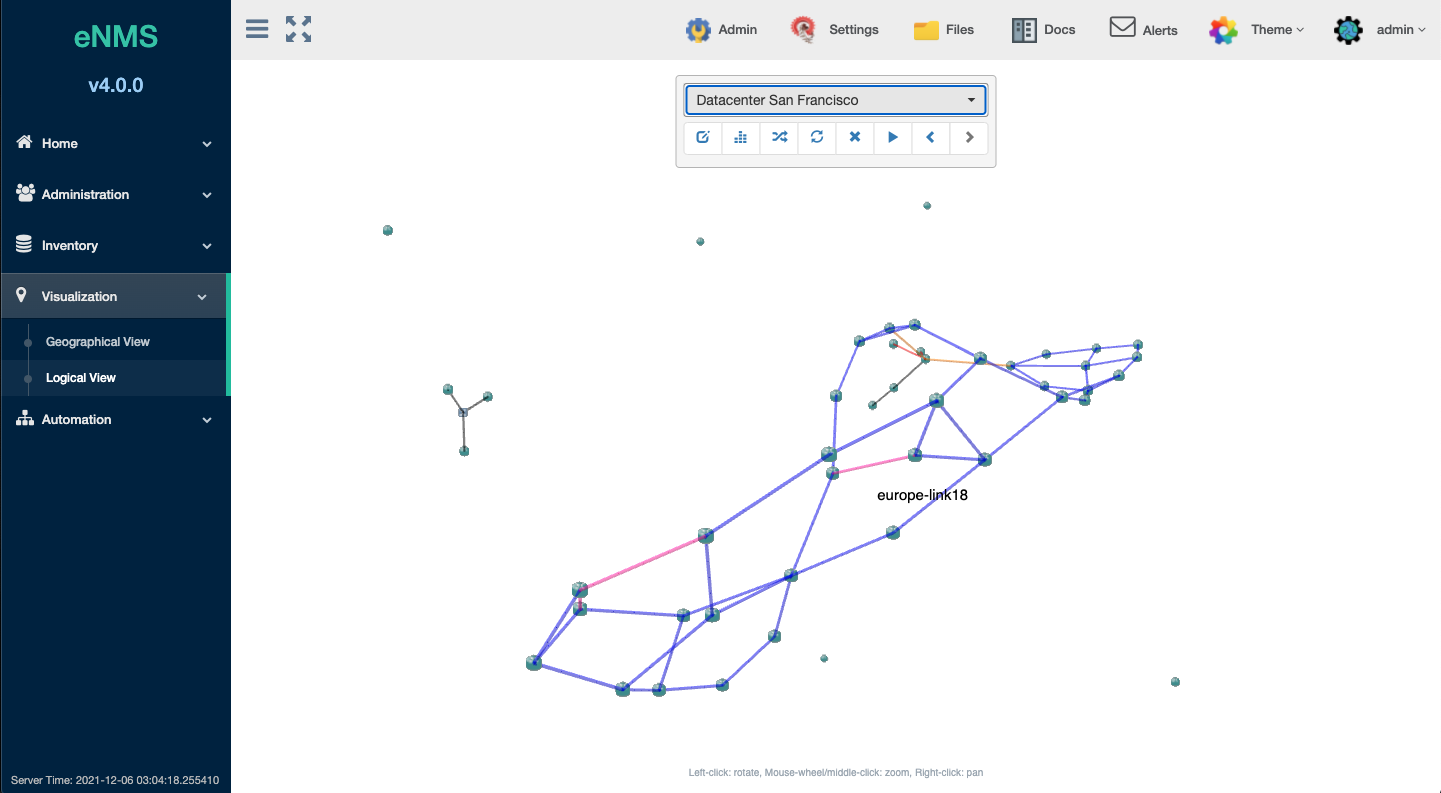 eNMS
v4.0.0
Home
Administration
Inventory
Visualization
Geographical View
Logical View
Automation
Server Time: 2021-12-06 03:04:18.255410
Admin
Settings
Files
Docs
Alerts
Theme
admin
Datacenter San Francisco
europe-link18
Left-click: rotate, Mouse-wheel/middle-click: zoom, Right-click: pan